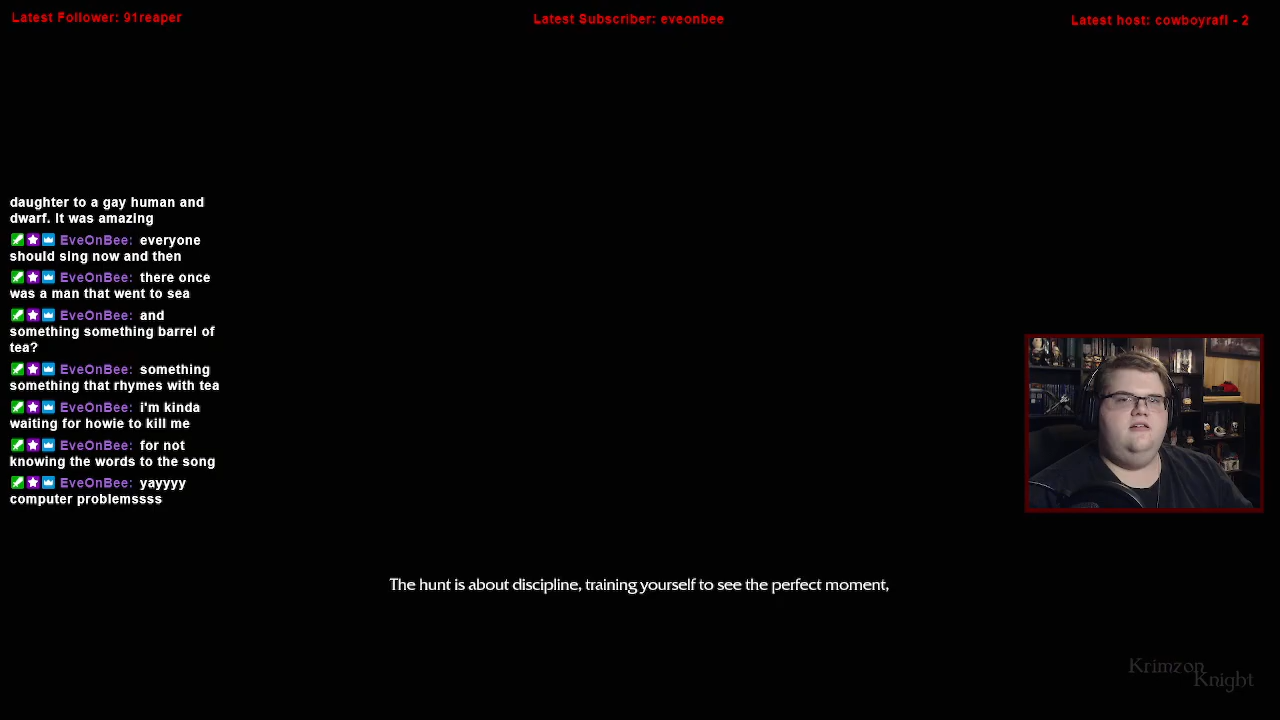 Latest Follower: 91reaper
Latest Subscriber: eveonbee
Latest host: cowboyrafl - 2
daughter to a gay human and
dwarf. It was amazing
EveOnBee: everyone
should sing now and then
EveOnBee: there once
was a man that went to sea
EveOnBee: and
something something barrel of
tea?
EveOnBee: something
something that rhymes with tea
EveOnBee: i'm kinda
waiting for howie to kill me
EveOnBee: for not
knowing the words to the song
EveOnBee: yayyyy
computer problemssss
The hunt is about discipline, training yourself to see the perfect moment,
Krimzon
Knight